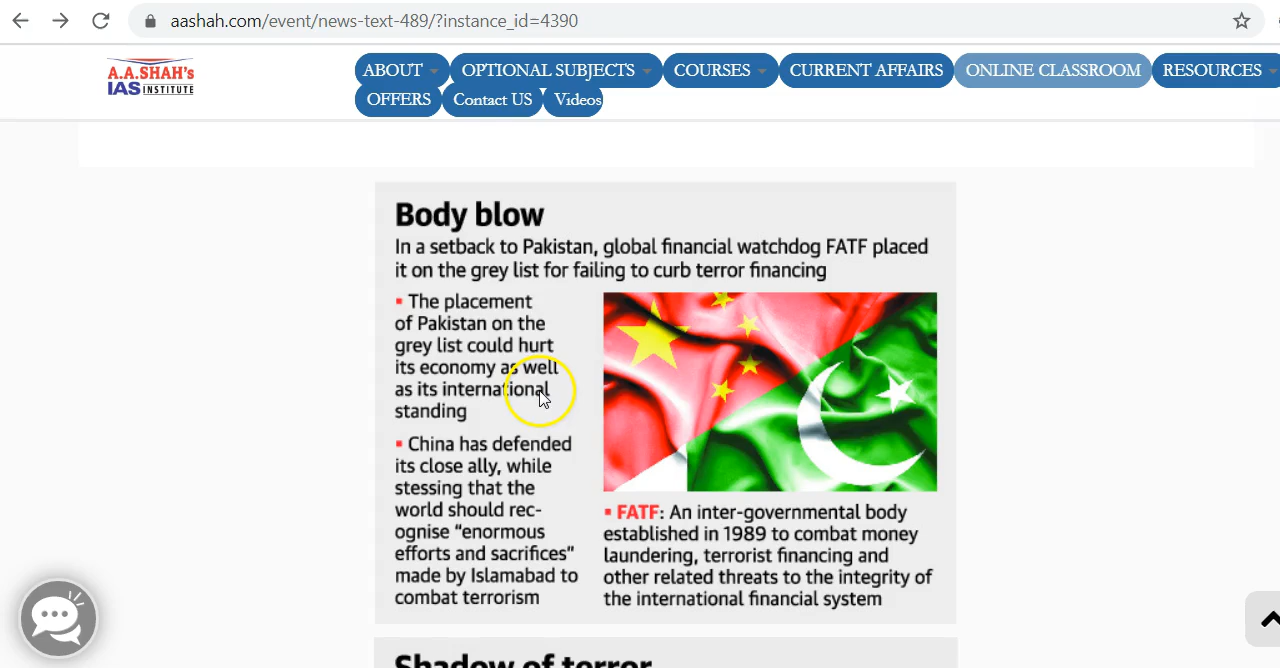 aashah.com/event/news-text-489/?instance_id=4390
A.A.SHAH's
IAS INSTITUTE
ABOUT OPTIONAL SUBJECTS COURSES CURRENT AFFAIRS ONLINE CLASSROOM RESOURCES
OFFERS Contact US Videos
Body blow
In a setback to Pakistan, global financial watchdog FATF placed
it on the grey list for failing to curb terror financing
▪ The placement
of Pakistan on the
grey list could hurt
its economy as well
as its international
standing
▪ China has defended
its close ally, while
stessing that the
world should rec-
ognise “enormous
efforts and sacrifices”
made by Islamabad to
combat terrorism
▪ FATF: An inter-governmental body
established in 1989 to combat money
laundering, terrorist financing and
other related threats to the integrity of
the international financial system
Shadow of terror